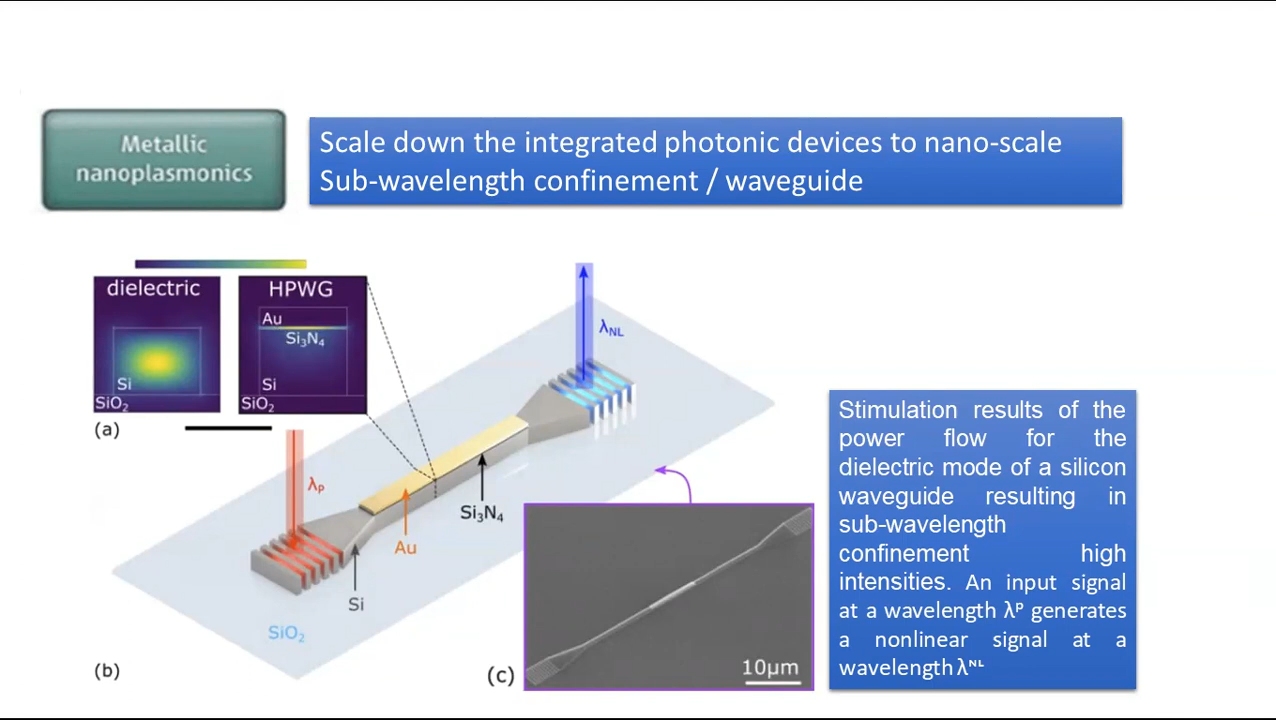 Metallic
nanoplasmonics
Scale down the integrated photonic devices to nano-scale
Sub-wavelength confinement / waveguide
dielectric
Si
SiO₂
HPWG
Au
Si₃N₄
Si
SiO₂
(a)
λNL
λP
Si₃N₄
Au
Si
SiO₂
(b)
(c)
10μm
Stimulation results of the
power flow for the
dielectric mode of a silicon
waveguide resulting in
sub-wavelength
confinement high
intensities. An input signal
at a wavelength λᴾ generates
a nonlinear signal at a
wavelength λᴺᴸ